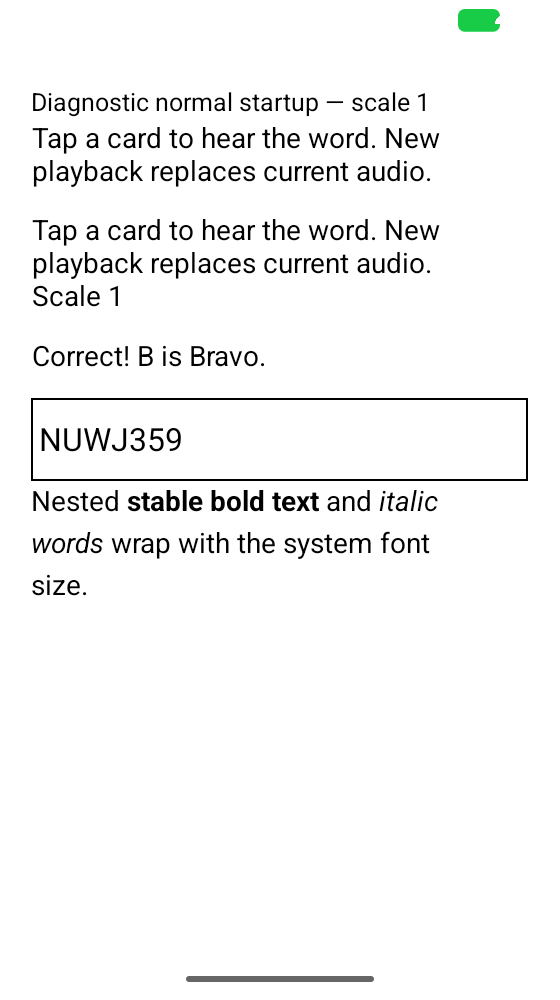 Diagnostic normal startup — scale 1
Tap a card to hear the word. New
playback replaces current audio.
Tap a card to hear the word. New
playback replaces current audio.
Scale 1
Correct! B is Bravo.
NUWJ359
Nested stable bold text and italic
words wrap with the system font
size.